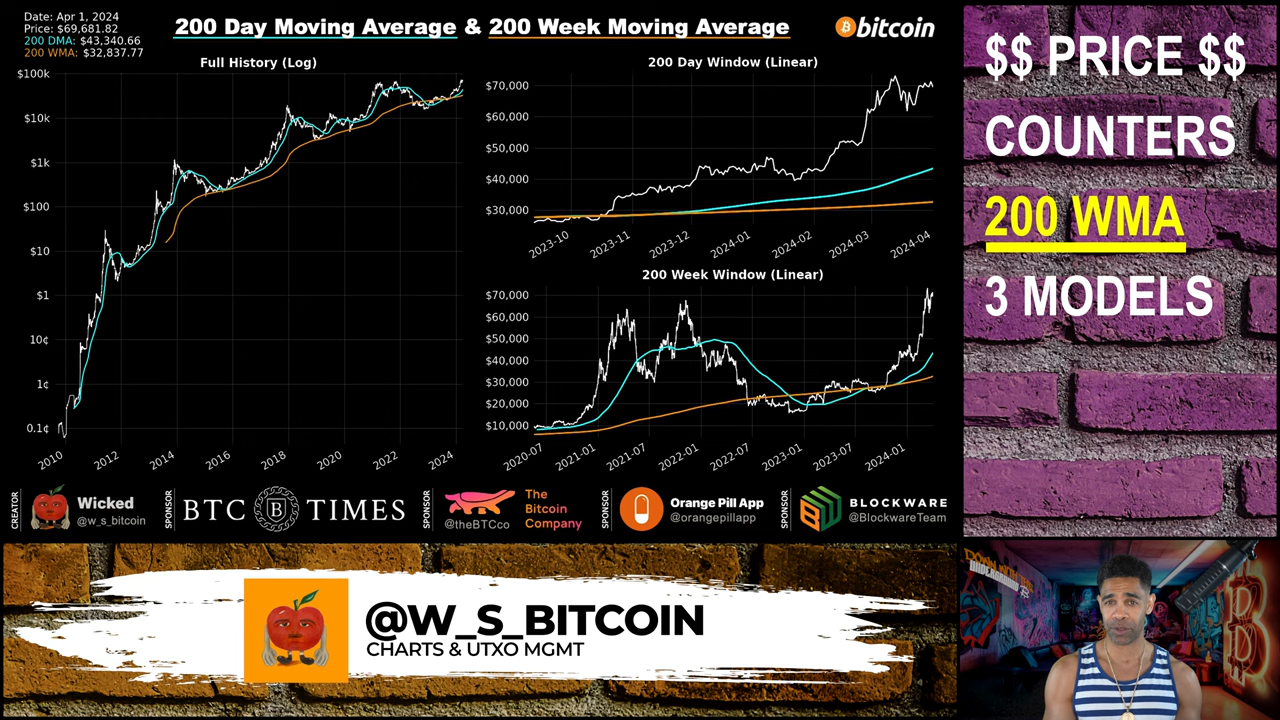 Date: Apr 1, 2024
Price: $69,681.82
200 DMA: $43,340.66
200 WMA: $32,837.77
200 Day Moving Average & 200 Week Moving Average
bitcoin
Full History (Log)
$100k
$10k
$1k
$100
$10
$1
10¢
1¢
0.1¢
2010 2012 2014 2016 2018 2020 2022 2024
200 Day Window (Linear)
$70,000
$60,000
$50,000
$40,000
$30,000
2023-10 2023-11 2023-12 2024-01 2024-02 2024-03 2024-04
200 Week Window (Linear)
$70,000
$60,000
$50,000
$40,000
$30,000
$20,000
$10,000
2020-07 2021-01 2021-07 2022-01 2022-07 2023-01 2023-07 2024-01
CREATOR
Wicked
@w_s_bitcoin
SPONSOR
BTC B TIMES
SPONSOR
@theBTCco
The
Bitcoin
Company
SPONSOR
Orange Pill App
@orangepillapp
SPONSOR
BLOCKWARE
@BlockwareTeam
$$ PRICE $$
COUNTERS
200 WMA
3 MODELS
@W_S_BITCOIN
CHARTS & UTXO MGMT
UNDERGROUND